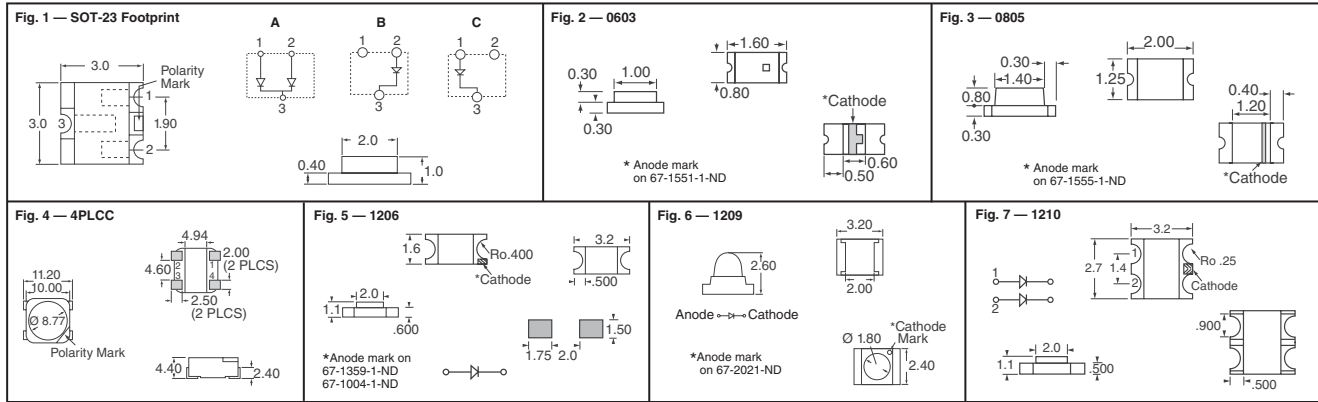 Fig. 1 — SOT-23 Footprint
A
B
C
3.0
Polarity
Mark
3.0
3
1
1.90
2
1 2
3
1 2
3
1 2
3
2.0
0.40
1.0
Fig. 2 — 0603
1.60
0.80
1.00
0.30
0.30
*Cathode
0.60
0.50
* Anode mark
on 67-1551-1-ND
Fig. 3 — 0805
2.00
1.25
0.30
1.40
0.80
0.30
0.40
1.20
*Cathode
* Anode mark
on 67-1555-1-ND
Fig. 4 — 4PLCC
4.94
2.00
(2 PLCS)
4.60
2 1
3 4
2.50
(2 PLCS)
11.20
10.00
Ø 8.77
Polarity Mark
4.40
2.40
Fig. 5 — 1206
1.6
Ro.400
*Cathode
3.2
.500
2.0
1.1
.600
1.50
1.75 2.0
*Anode mark on
67-1359-1-ND
67-1004-1-ND
Fig. 6 — 1209
2.60
3.20
2.00
Anode Cathode
*Cathode
Mark
Ø 1.80
2.40
*Anode mark
on 67-2021-ND
Fig. 7 — 1210
3.2
2.7
1
1.4
2
Ro .25
Cathode
1
2
.900
2.0
1.1
.500
.500